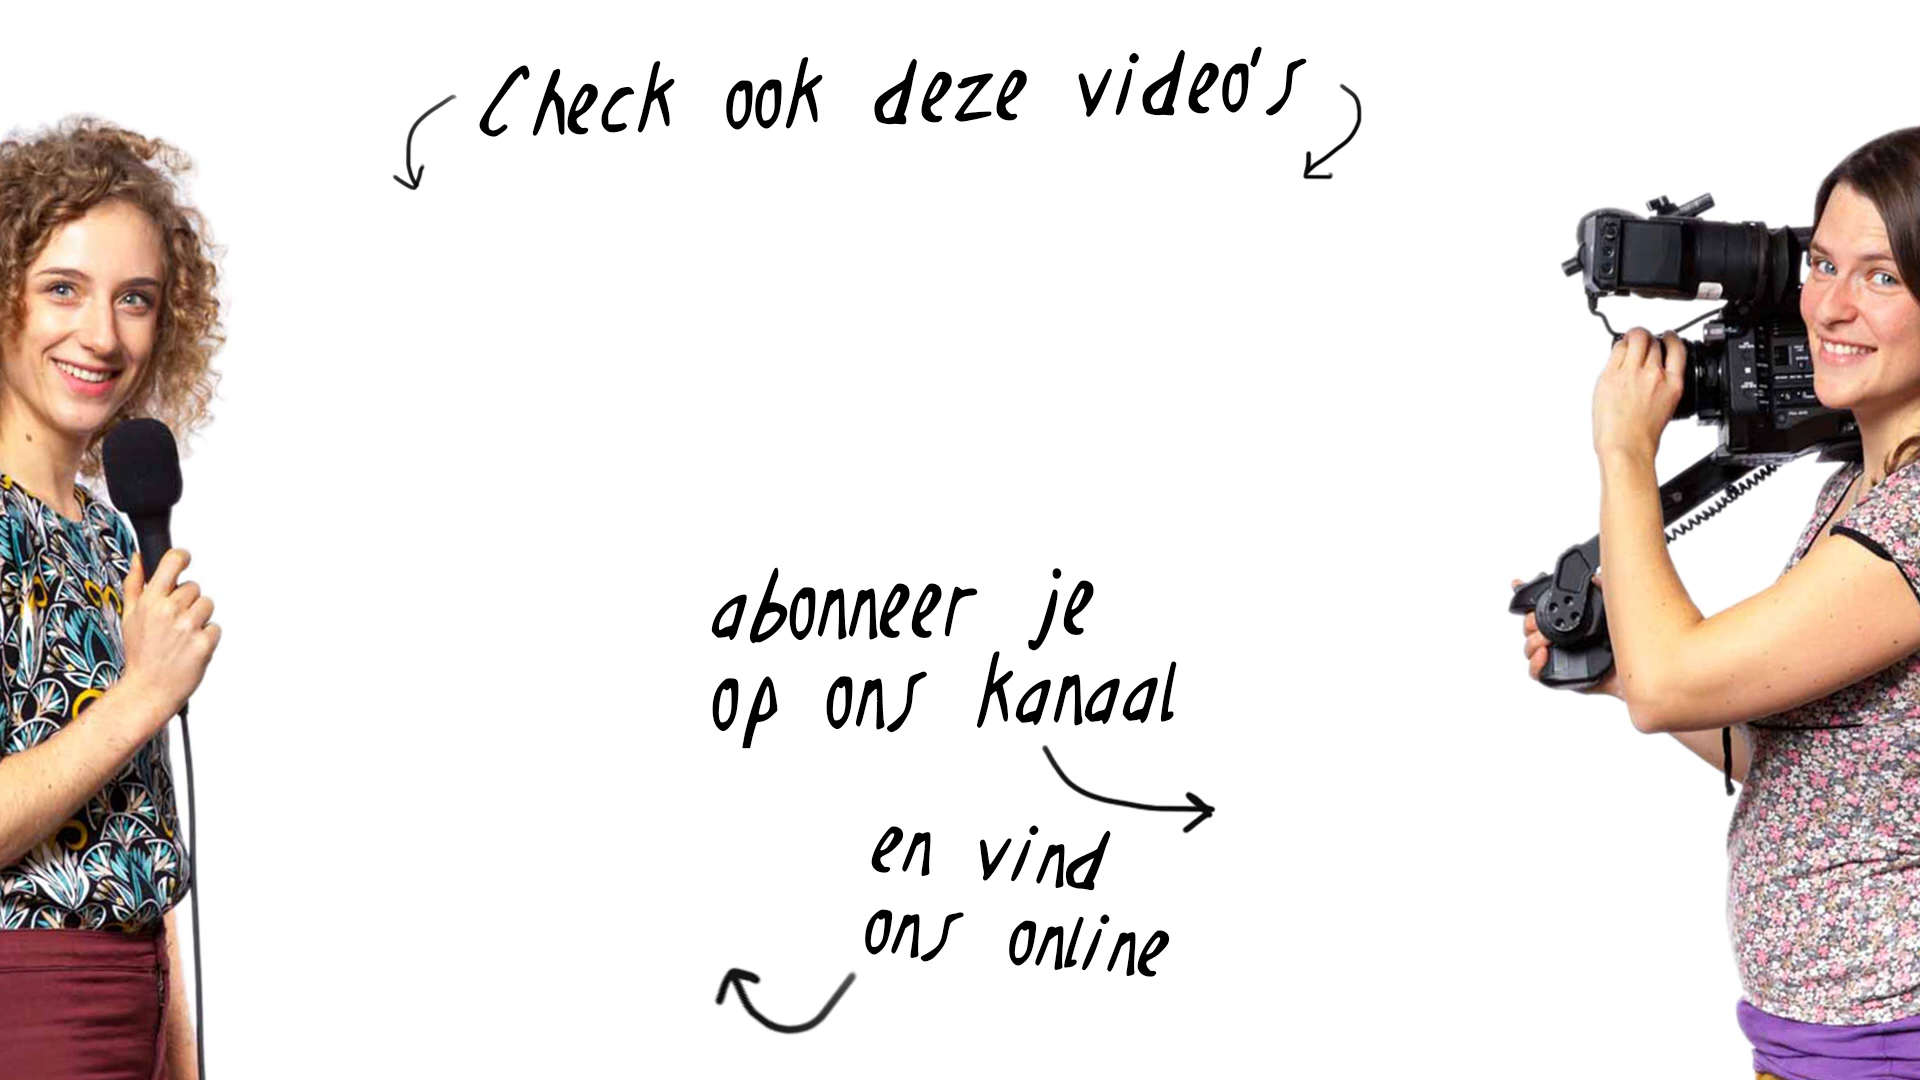 Check ook deze video's
abonneer je
op ons kanaal
en vind
ons online